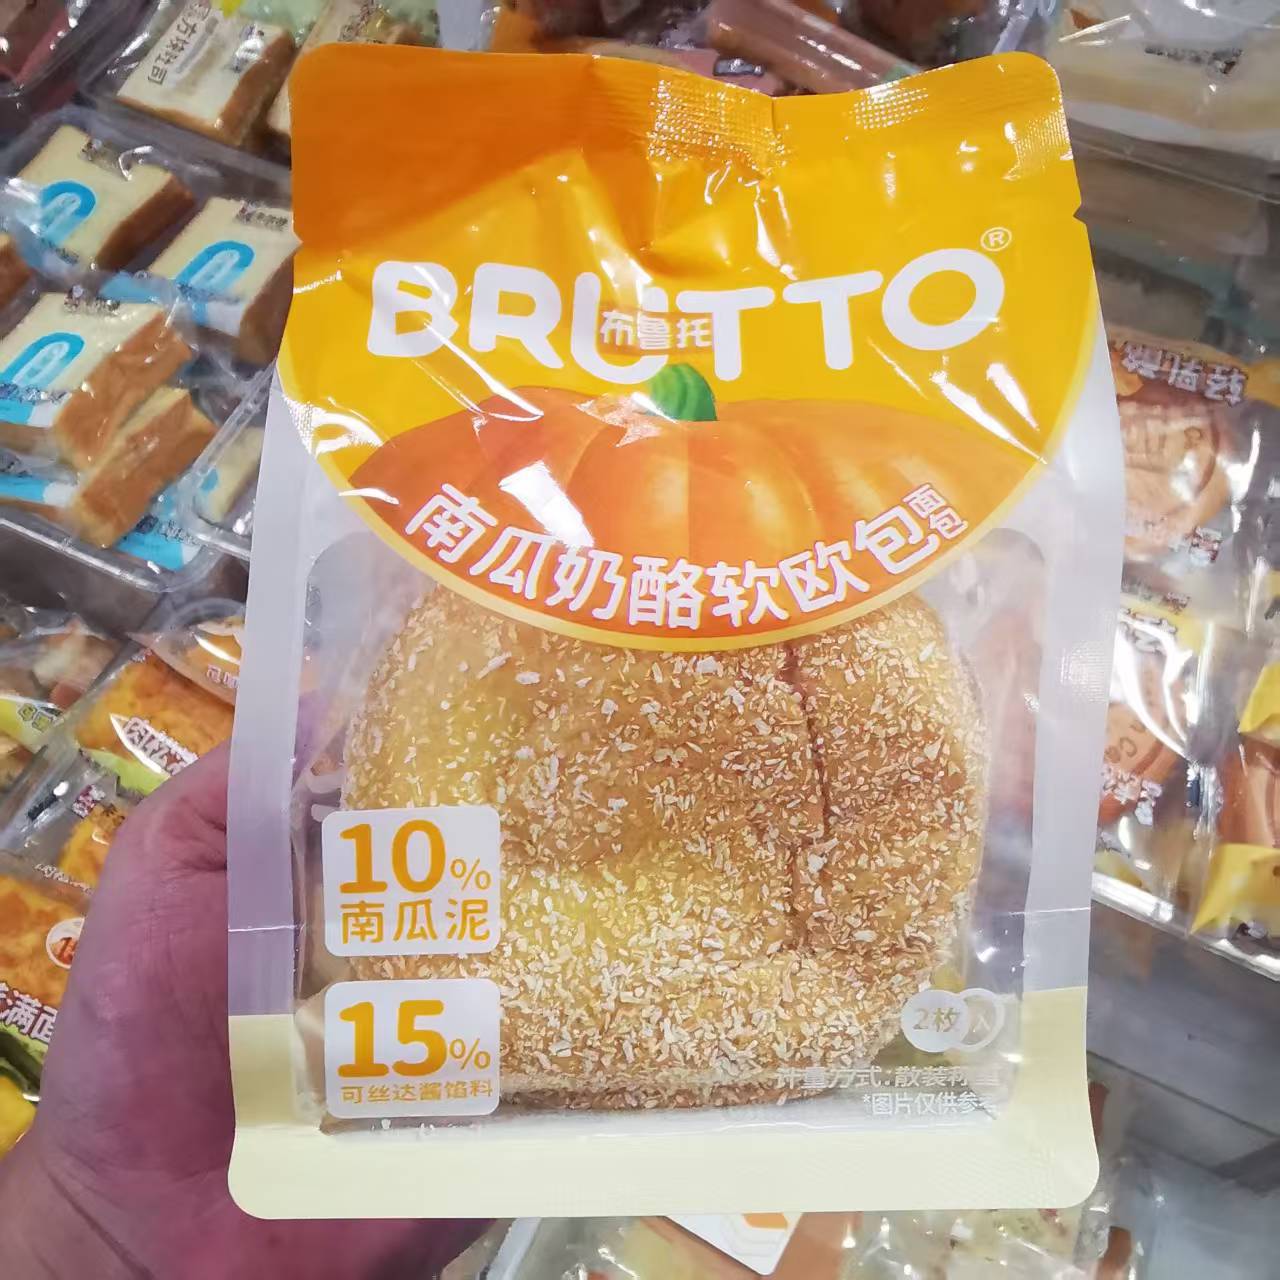 BRUTTO®
布鲁托
南瓜奶酪软欧包面包
10%
南瓜泥
15%
可丝达酱馅料
2枚入
计量方式:散装称重
*图片仅供参考
肉松